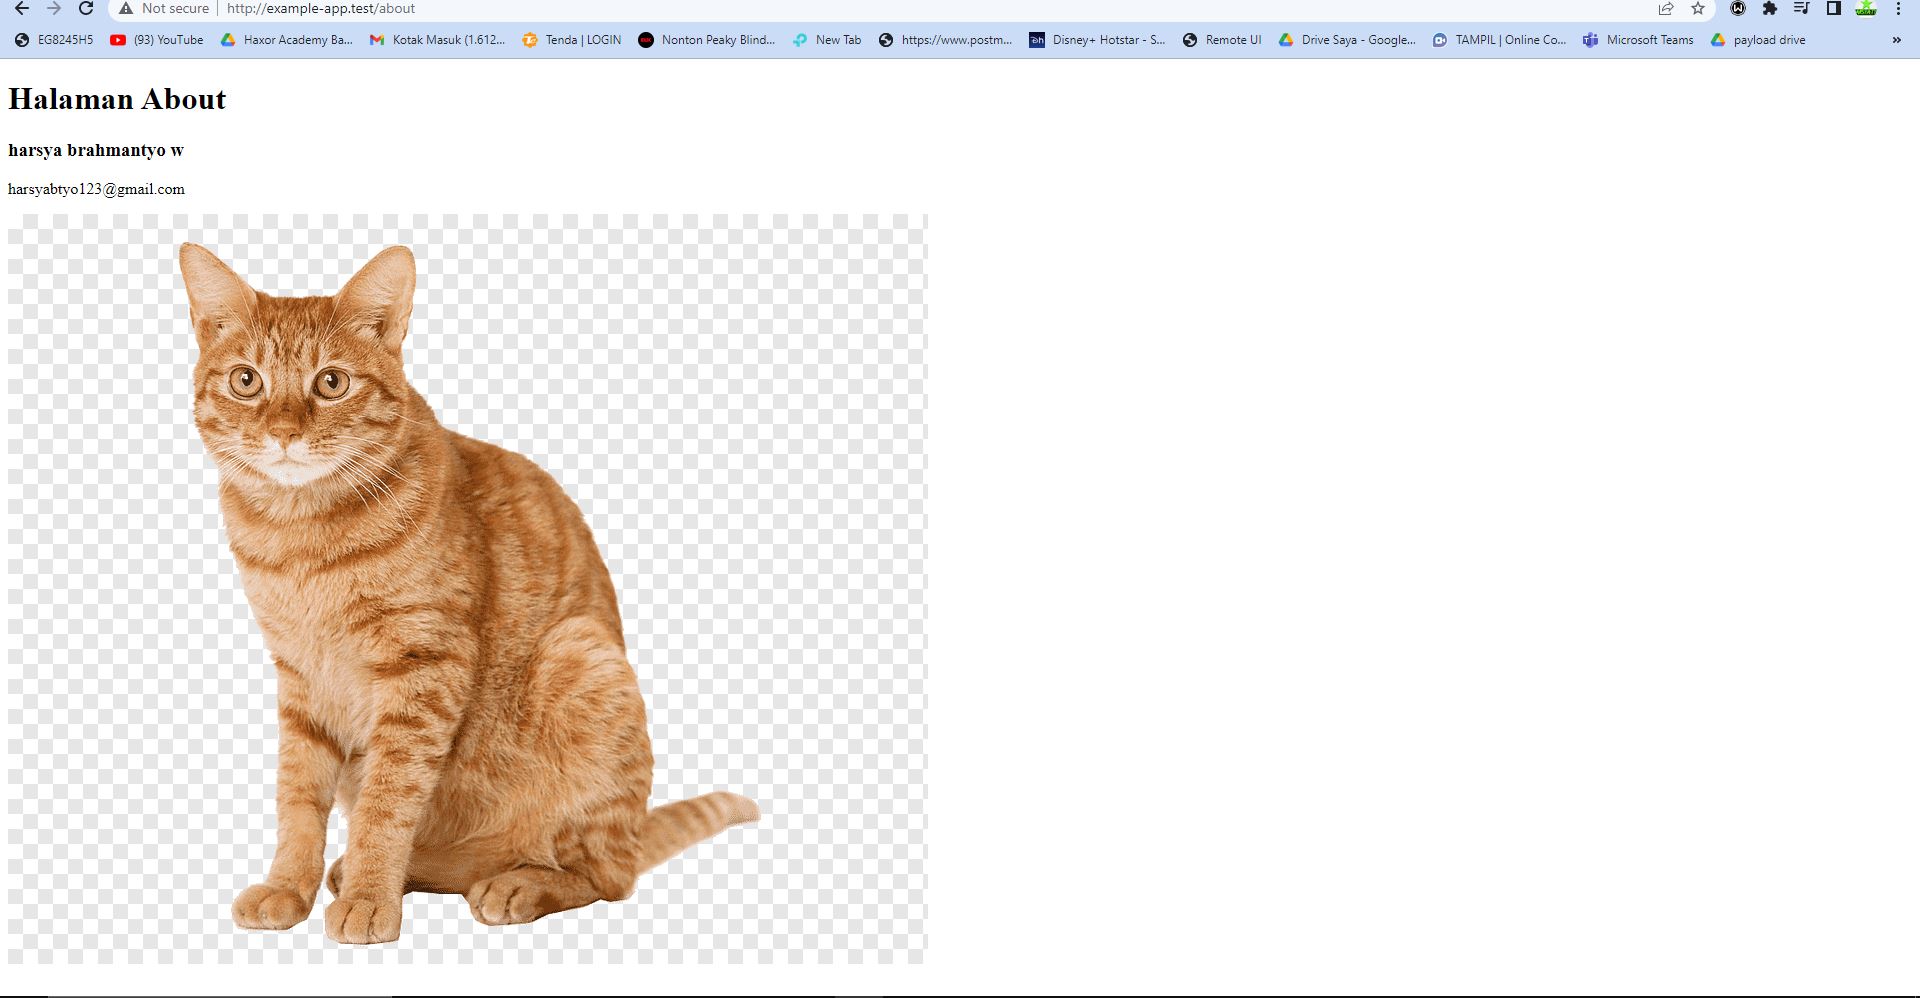 Not secure http://example-app.test/about
EG8245H5 (93) YouTube Haxor Academy Ba... Kotak Masuk (1.612... Tenda | LOGIN Nonton Peaky Blind... New Tab https://www.postm... Disney+ Hotstar - S... Remote UI Drive Saya - Google... TAMPIL | Online Co... Microsoft Teams payload drive »
Halaman About
harsya brahmantyo w
harsyabtyo123@gmail.com